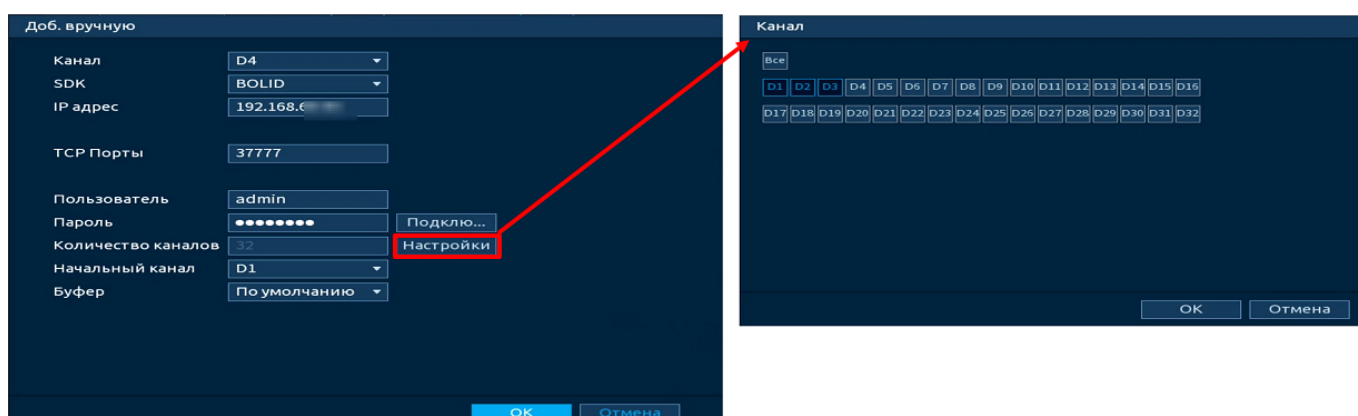 Доб. вручную
Канал D4
SDK BOLID
IP адрес 192.168.
TCP Порты 37777
Пользователь admin
Пароль ●●●●●●●● Подклю...
Количество каналов 32 Настройки
Начальный канал D1
Буфер По умолчанию
OK Отмена
Канал
Все
D1 D2 D3 D4 D5 D6 D7 D8 D9 D10 D11 D12 D13 D14 D15 D16
D17 D18 D19 D20 D21 D22 D23 D24 D25 D26 D27 D28 D29 D30 D31 D32
OK Отмена